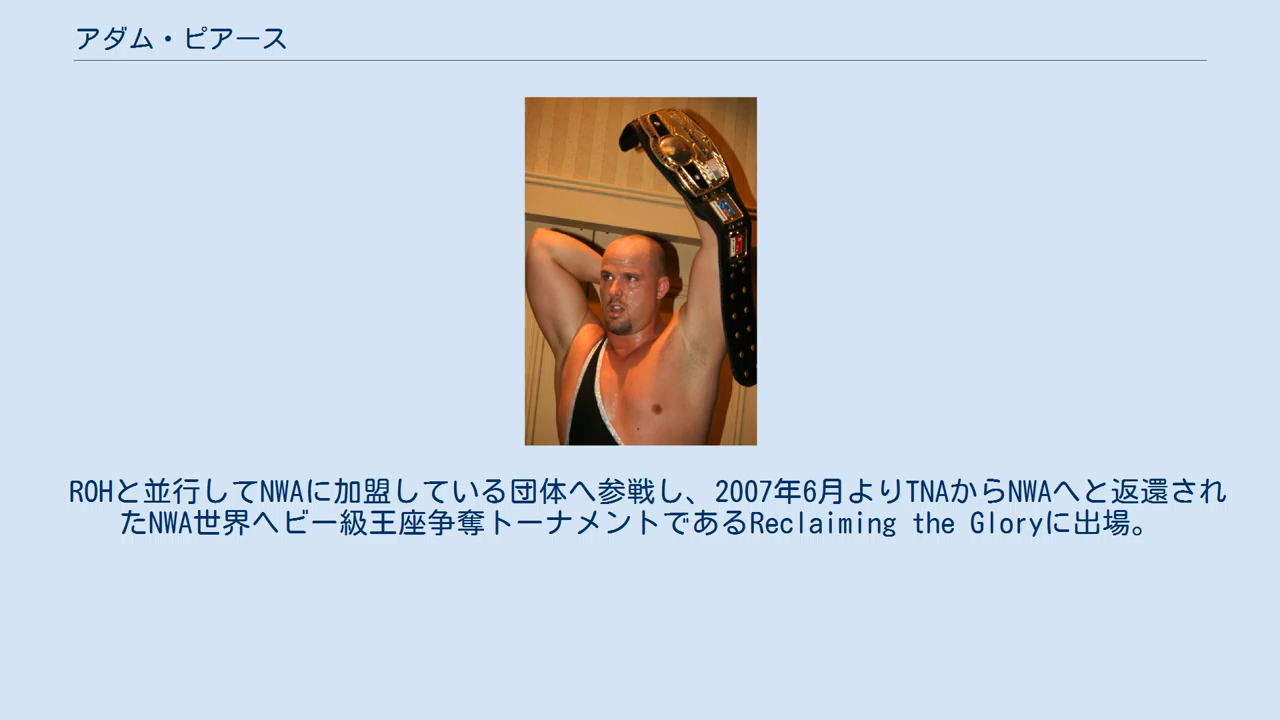 アダム・ピアース
ROHと並行してNWAに加盟している団体へ参戦し、2007年6月よりTNAからNWAへと返還され
たNWA世界ヘビー級王座争奪トーナメントであるReclaiming the Gloryに出場。